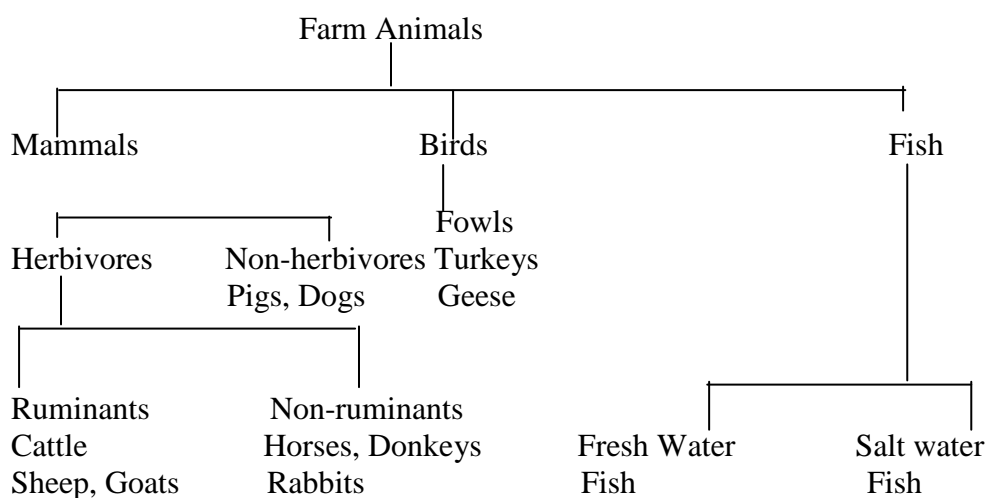 Farm Animals
Mammals Birds Fish
Fowls
Herbivores Non-herbivores Turkeys
Pigs, Dogs Geese
Ruminants Non-ruminants
Cattle Horses, Donkeys Fresh Water Salt water
Sheep, Goats Rabbits Fish Fish